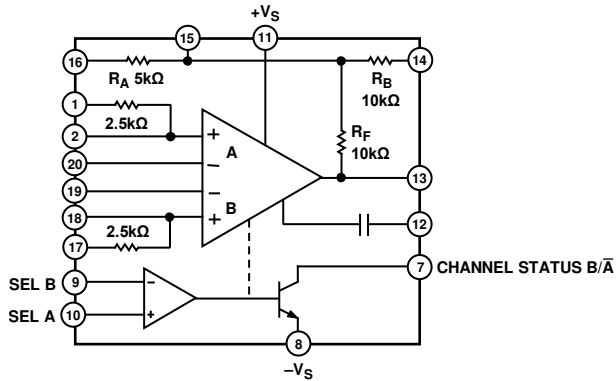 +VS
15
11
16
14
RA 5kΩ
RB
10kΩ
1
2.5kΩ
RF
10kΩ
2
+
A
20
–
13
19
–
18
B
+
12
2.5kΩ
17
7
CHANNEL STATUS B/A̅
SEL B
9
–
SEL A
10
+
8
–VS